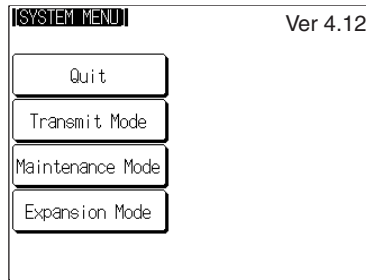 [SYSTEM MENU]
Ver 4.12
Quit
Transmit Mode
Maintenance Mode
Expansion Mode